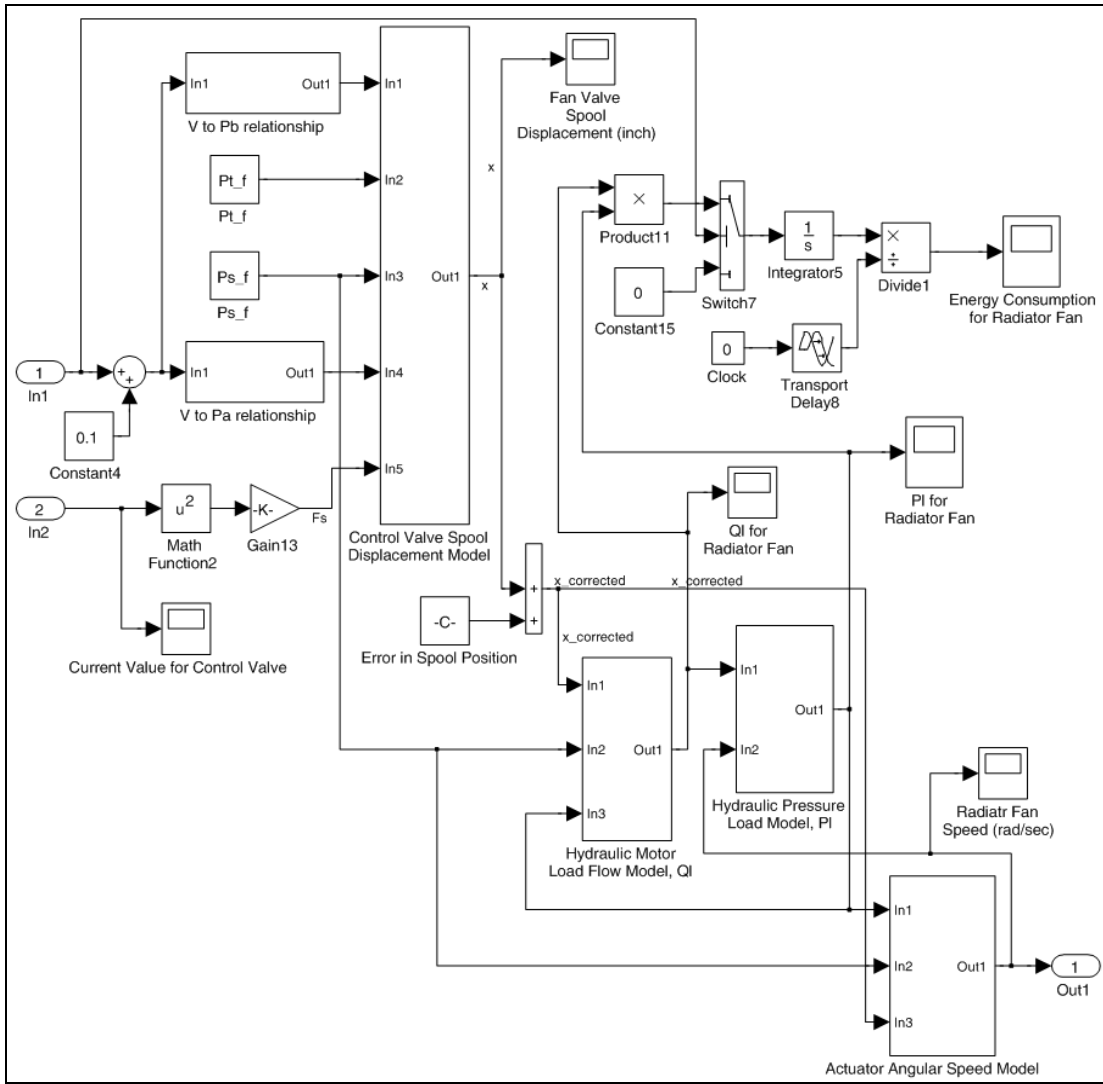 In1
Out1
V to Pb relationship
In1
Fan Valve
Spool
Displacement (inch)
x
Pt_f
Pt_f
In2
×
Product11
Ps_f
Ps_f
In3
Out1
x
0
Constant15
Switch7
1
s
Integrator5
×
÷
Divide1
Energy Consumption
for Radiator Fan
0
Clock
Transport
Delay8
1
In1
+
+
In1
Out1
V to Pa relationship
In4
0.1
Constant4
2
In2
u2
Math
Function2
-K-
Gain13
Fs
In5
Control Valve Spool
Displacement Model
Pl for
Radiator Fan
Ql for
Radiator Fan
Current Value for Control Valve
-C-
Error in Spool Position
+
+
x_corrected
x_corrected
x_corrected
In1
In2
In3
Out1
Hydraulic Motor
Load Flow Model, Ql
In1
In2
Out1
Hydraulic Pressure
Load Model, Pl
Radiatr Fan
Speed (rad/sec)
In1
In2
In3
Out1
Actuator Angular Speed Model
1
Out1